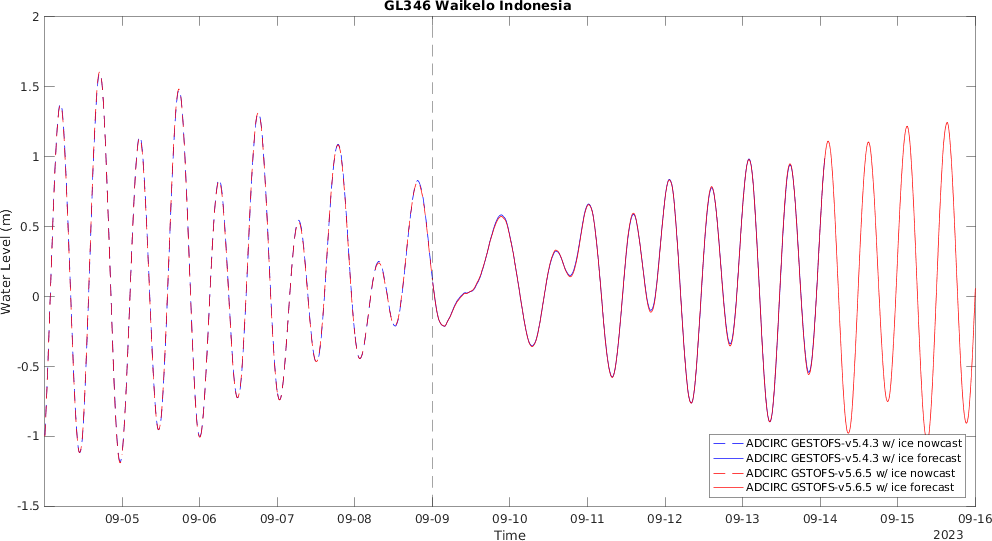 GL346 Waikelo Indonesia
2
1.5
1
0.5
0
-0.5
-1
-1.5
Water Level (m)
ADCIRC GESTOFS-v5.4.3 w/ ice nowcast
ADCIRC GESTOFS-v5.4.3 w/ ice forecast
ADCIRC GSTOFS-v5.6.5 w/ ice nowcast
ADCIRC GSTOFS-v5.6.5 w/ ice forecast
09-05 09-06 09-07 09-08 09-09 09-10 09-11 09-12 09-13 09-14 09-15 09-16
Time 2023